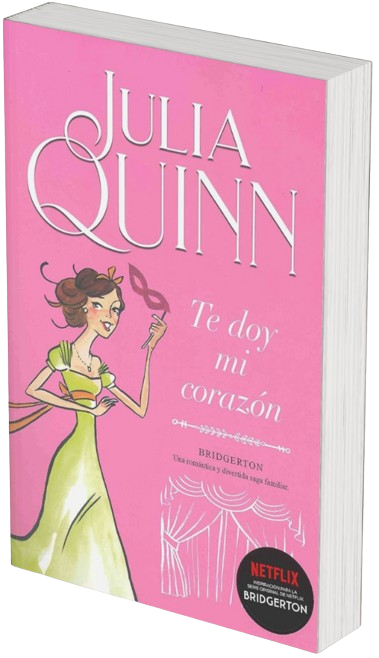 JULIA
QUINN
Te doy
mi
corazón
BRIDGERTON
Una romántica y divertida saga familiar.
NETFLIX
INSPIRACIÓN PARA LA
SERIE ORIGINAL DE NETFLIX
BRIDGERTON